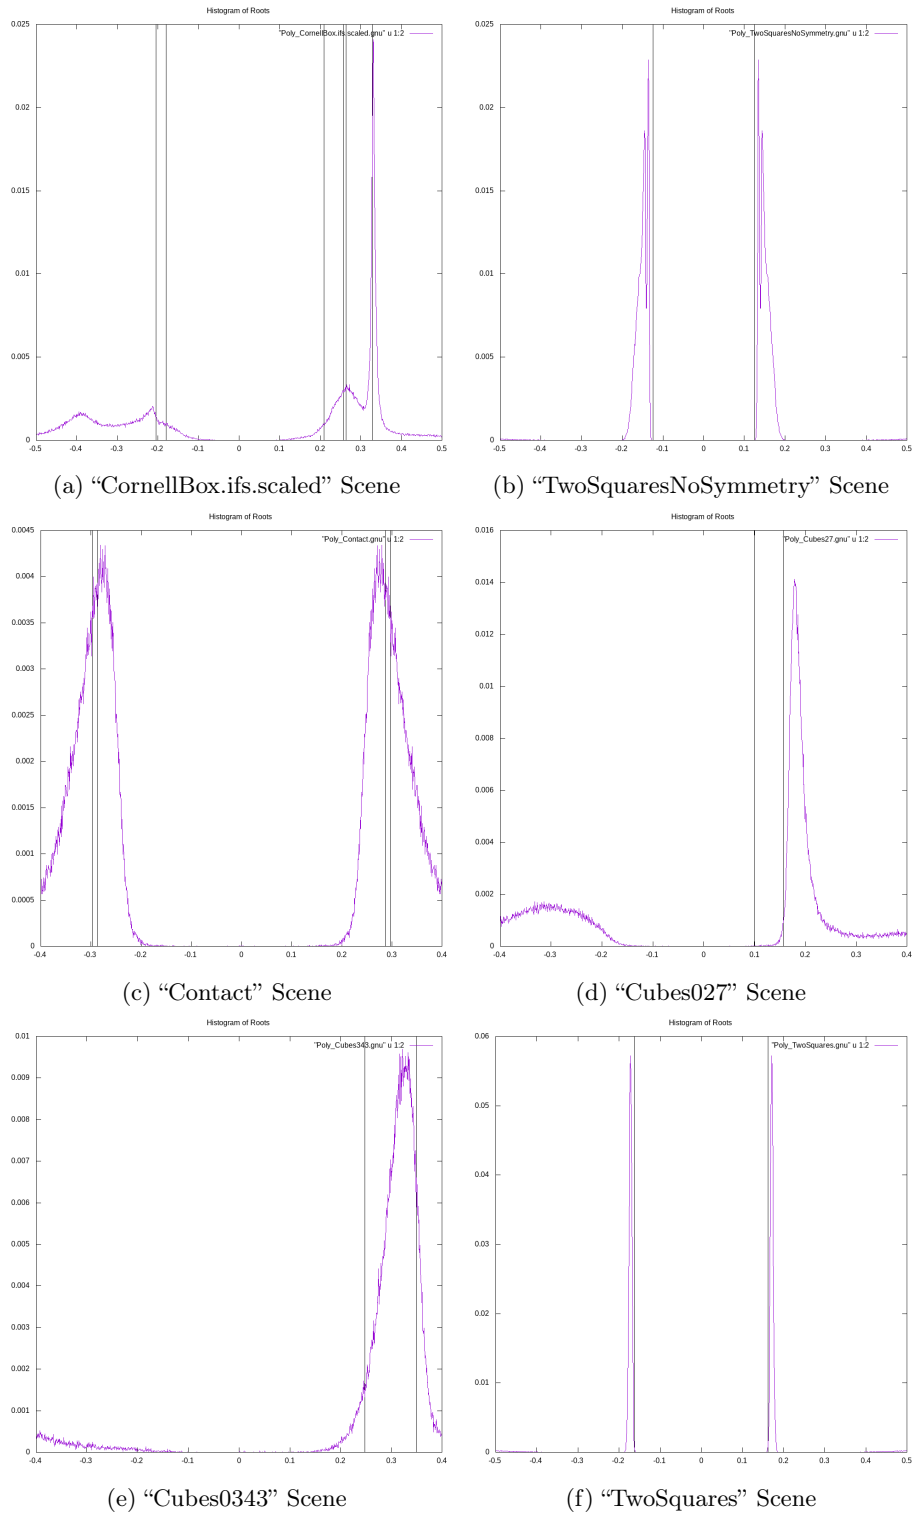 Histogram of Roots
"Poly_CornellBox.ifs.scaled.gnu" u 1:2
0.025
0.02
0.015
0.01
0.005
0
-0.5 -0.4 -0.3 -0.2 -0.1 0 0.1 0.2 0.3 0.4 0.5
(a) “CornellBox.ifs.scaled” Scene
Histogram of Roots
"Poly_TwoSquaresNoSymmetry.gnu" u 1:2
0.025
0.02
0.015
0.01
0.005
0
-0.5 -0.4 -0.3 -0.2 -0.1 0 0.1 0.2 0.3 0.4 0.5
(b) “TwoSquaresNoSymmetry” Scene
Histogram of Roots
"Poly_Contact.gnu" u 1:2
0.0045
0.004
0.0035
0.003
0.0025
0.002
0.0015
0.001
0.0005
0
-0.4 -0.3 -0.2 -0.1 0 0.1 0.2 0.3 0.4
(c) “Contact” Scene
Histogram of Roots
"Poly_Cubes27.gnu" u 1:2
0.016
0.014
0.012
0.01
0.008
0.006
0.004
0.002
0
-0.4 -0.3 -0.2 -0.1 0 0.1 0.2 0.3 0.4
(d) “Cubes027” Scene
Histogram of Roots
"Poly_Cubes343.gnu" u 1:2
0.01
0.009
0.008
0.007
0.006
0.005
0.004
0.003
0.002
0.001
0
-0.4 -0.3 -0.2 -0.1 0 0.1 0.2 0.3 0.4
(e) “Cubes0343” Scene
Histogram of Roots
"Poly_TwoSquares.gnu" u 1:2
0.06
0.05
0.04
0.03
0.02
0.01
0
-0.5 -0.4 -0.3 -0.2 -0.1 0 0.1 0.2 0.3 0.4 0.5
(f) “TwoSquares” Scene